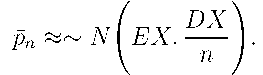 p̄ₙ ≈∼ N(EX. DX/n).